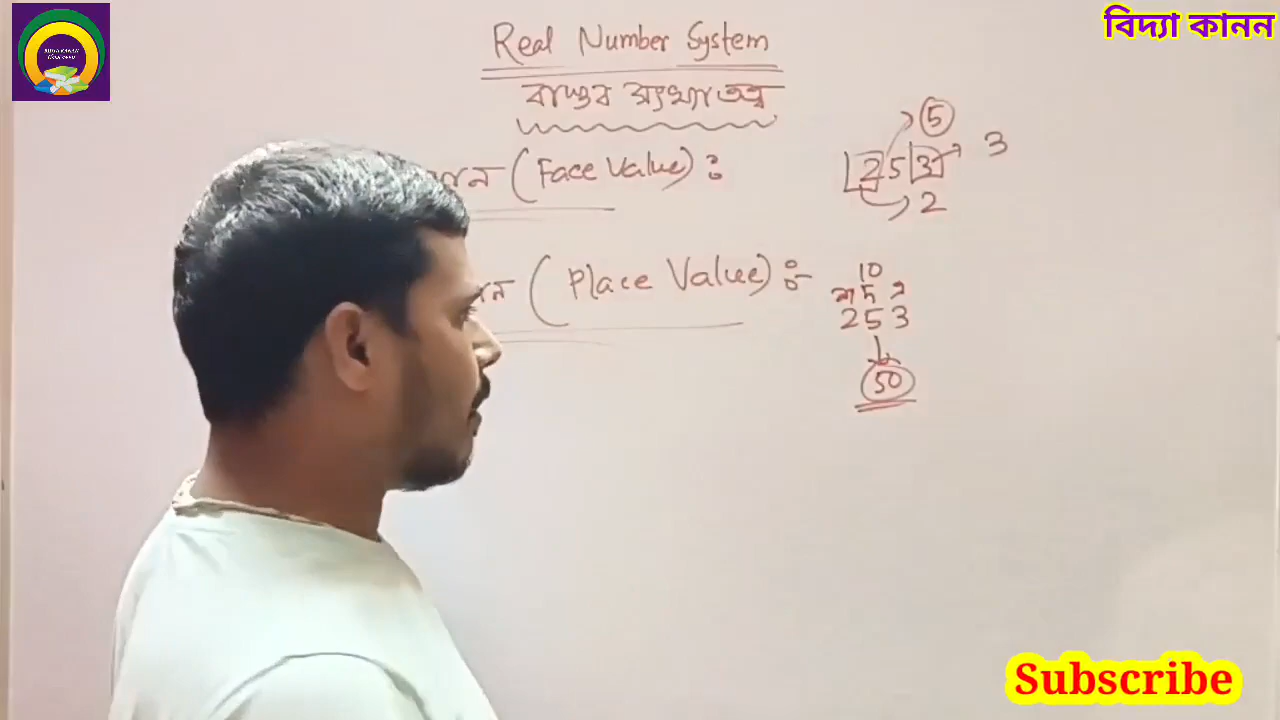 বিদ্যা কানন
Real Number System
বাস্তব সংখ্যা তত্ব
মান (Face Value) :
253
5
3
2
মান (Place Value) :-
10
শ দ এ
253
50
Subscribe